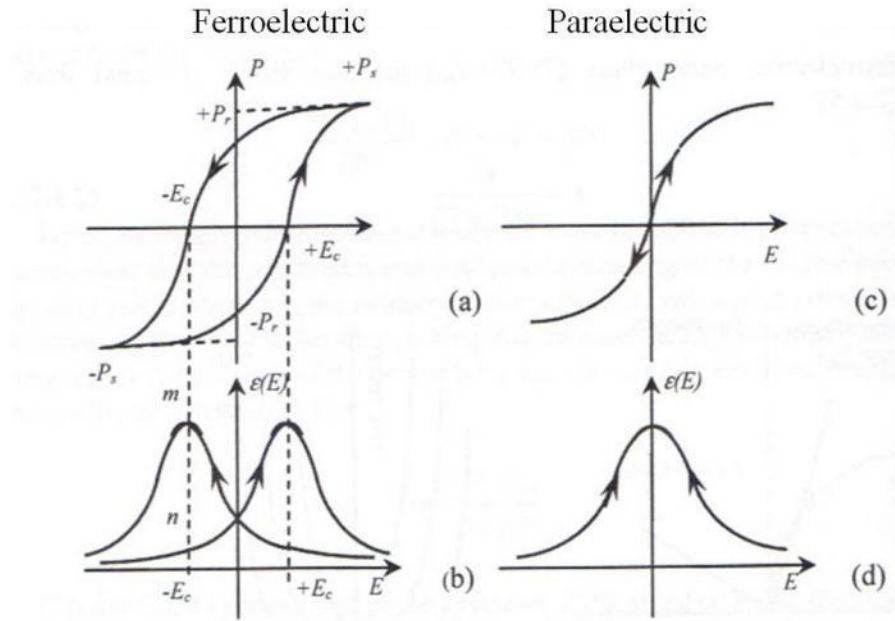 Ferroelectric Paraelectric
P +Ps P
+Pr
-Ec
+Ec E
(a) (c)
-Pr
-Ps
m ε(E) ε(E)
n
-Ec +Ec E (b) E (d)